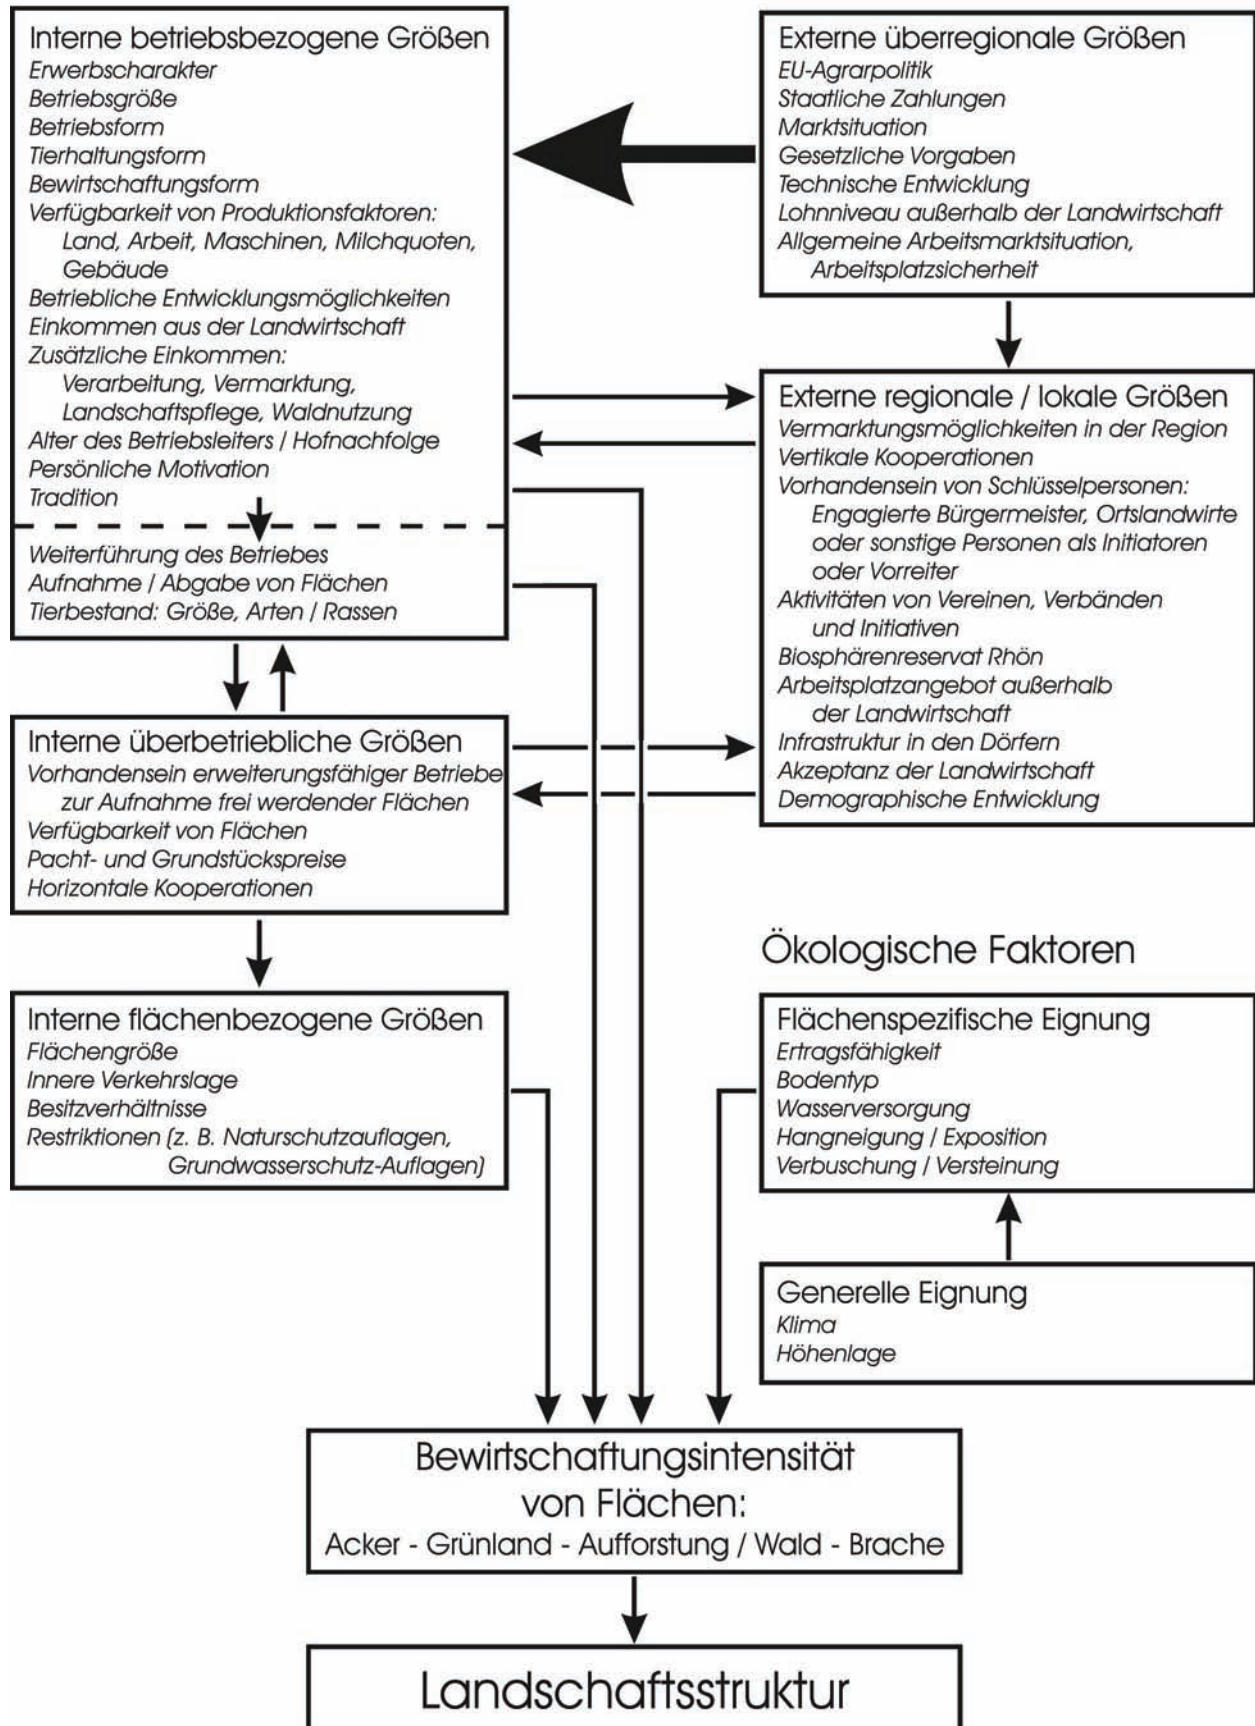 Interne betriebsbezogene Größen
Erwerbscharakter
Betriebsgröße
Betriebsform
Tierhaltungsform
Bewirtschaftungsform
Verfügbarkeit von Produktionsfaktoren:
Land, Arbeit, Maschinen, Milchquoten,
Gebäude
Betriebliche Entwicklungsmöglichkeiten
Einkommen aus der Landwirtschaft
Zusätzliche Einkommen:
Verarbeitung, Vermarktung,
Landschaftspflege, Waldnutzung
Alter des Betriebsleiters / Hofnachfolge
Persönliche Motivation
Tradition
Weiterführung des Betriebes
Aufnahme / Abgabe von Flächen
Tierbestand: Größe, Arten / Rassen
Externe überregionale Größen
EU-Agrarpolitik
Staatliche Zahlungen
Marktsituation
Gesetzliche Vorgaben
Technische Entwicklung
Lohnniveau außerhalb der Landwirtschaft
Allgemeine Arbeitsmarktsituation,
Arbeitsplatzsicherheit
Externe regionale / lokale Größen
Vermarktungsmöglichkeiten in der Region
Vertikale Kooperationen
Vorhandensein von Schlüsselpersonen:
Engagierte Bürgermeister, Ortslandwirte
oder sonstige Personen als Initiatoren
oder Vorreiter
Aktivitäten von Vereinen, Verbänden
und Initiativen
Biosphärenreservat Rhön
Arbeitsplatzangebot außerhalb
der Landwirtschaft
Infrastruktur in den Dörfern
Akzeptanz der Landwirtschaft
Demographische Entwicklung
Interne überbetriebliche Größen
Vorhandensein erweiterungsfähiger Betriebe
zur Aufnahme frei werdender Flächen
Verfügbarkeit von Flächen
Pacht- und Grundstückspreise
Horizontale Kooperationen
Interne flächenbezogene Größen
Flächengröße
Innere Verkehrslage
Besitzverhältnisse
Restriktionen (z. B. Naturschutzauflagen,
Grundwasserschutz-Auflagen)
Ökologische Faktoren
Flächenspezifische Eignung
Ertragsfähigkeit
Bodentyp
Wasserversorgung
Hangneigung / Exposition
Verbuschung / Versteinung
Generelle Eignung
Klima
Höhenlage
Bewirtschaftungsintensität
von Flächen:
Acker - Grünland - Aufforstung / Wald - Brache
Landschaftsstruktur